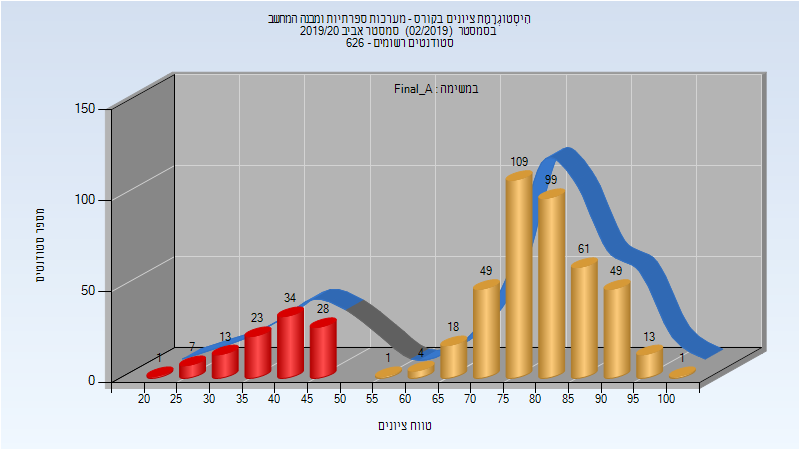 הִיסְטוֹגְרָמַת ציונים בקורס - מערכות ספרתיות ומבנה המחשב
בסמסטר (02/2019) סמסטר אביב 2019/20
סטודנטים רשומים - 626
במשימה : Final_A
מספר סטודנטים
150
100
50
0
1 7 13 23 34 28 1 4 18 49 109 99 61 49 13 1
20 25 30 35 40 45 50 55 60 65 70 75 80 85 90 95 100
טווח ציונים